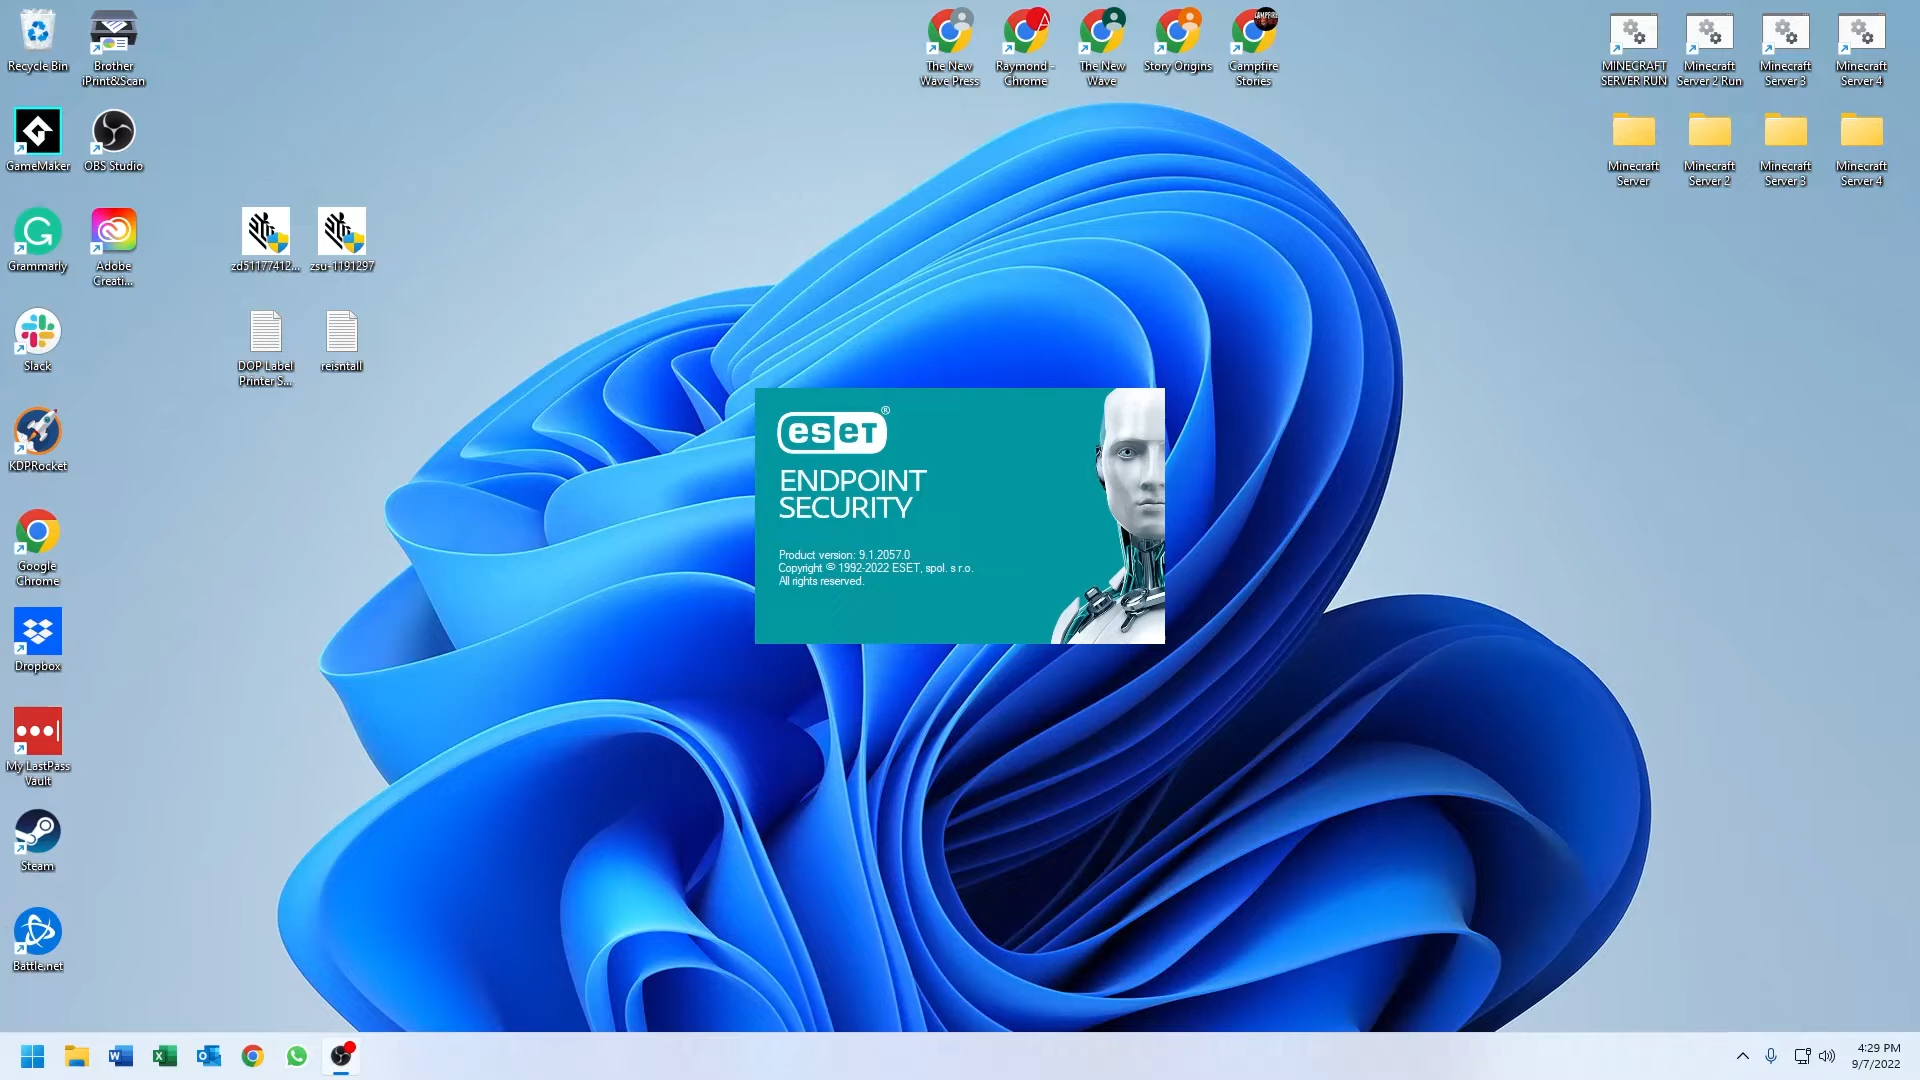 Recycle Bin
Brother
iPrint&Scan
The New
Wave Press
Raymond -
Chrome
The New
Wave
Story Origins
CAMPFIRE
Campfire
Stories
MINECRAFT
SERVER RUN
Minecraft
Server 2 Run
Minecraft
Server 3
Minecraft
Server 4
GameMaker
OBS Studio
Minecraft
Server
Minecraft
Server 2
Minecraft
Server 3
Minecraft
Server 4
Grammarly
Adobe
Creati...
zd51177412...
zsu-1191297
Slack
DOP Label
Printer S...
reisntall
KDPRocket
Google
Chrome
Dropbox
My LastPass
Vault
Steam
Battle.net
eset®
ENDPOINT
SECURITY
Product version: 9.1.2057.0
Copyright © 1992-2022 ESET, spol. s r.o.
All rights reserved.
4:29 PM
9/7/2022